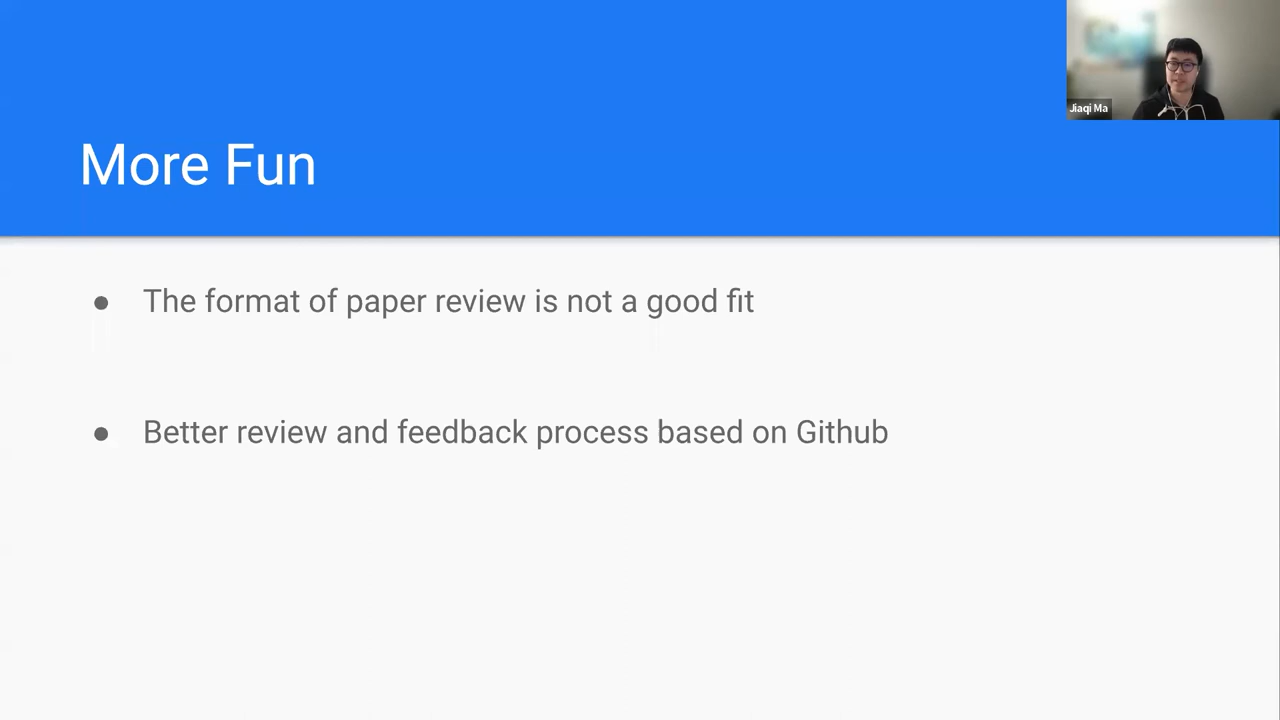 Jiaqi Ma
More Fun
● The format of paper review is not a good fit
● Better review and feedback process based on Github